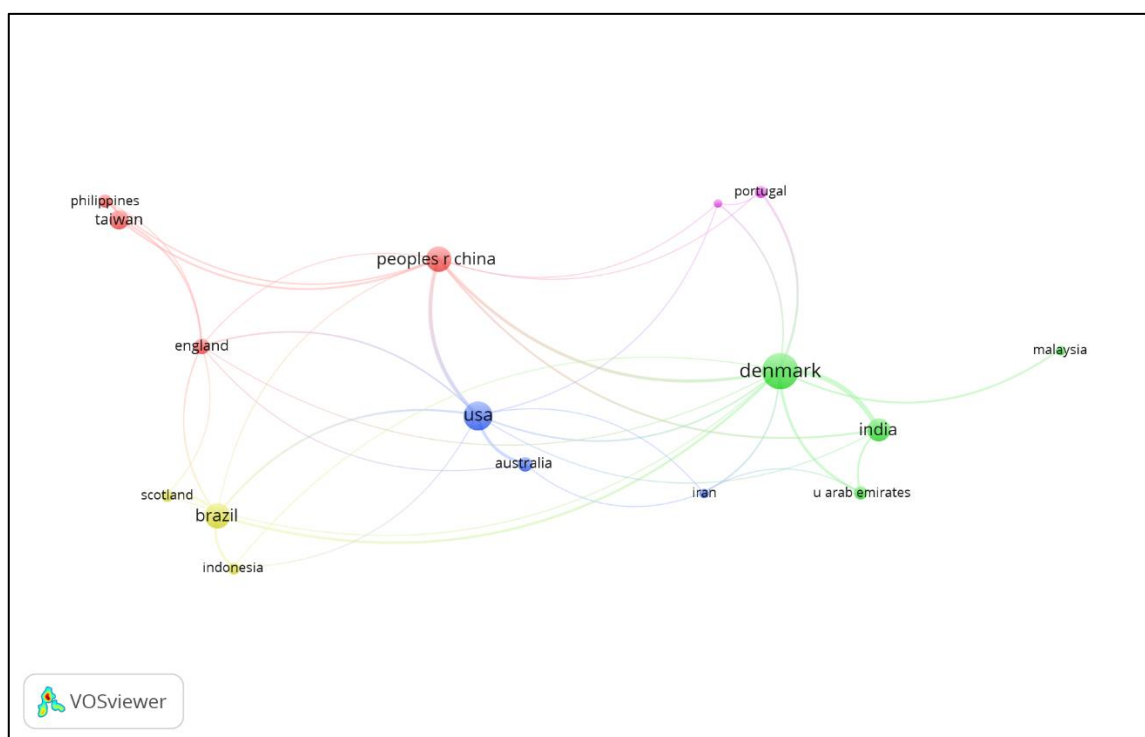 philippines
taiwan
portugal
peoples r china
england
malaysia
denmark
usa
india
australia
scotland
iran
u arab emirates
brazil
indonesia
VOSviewer